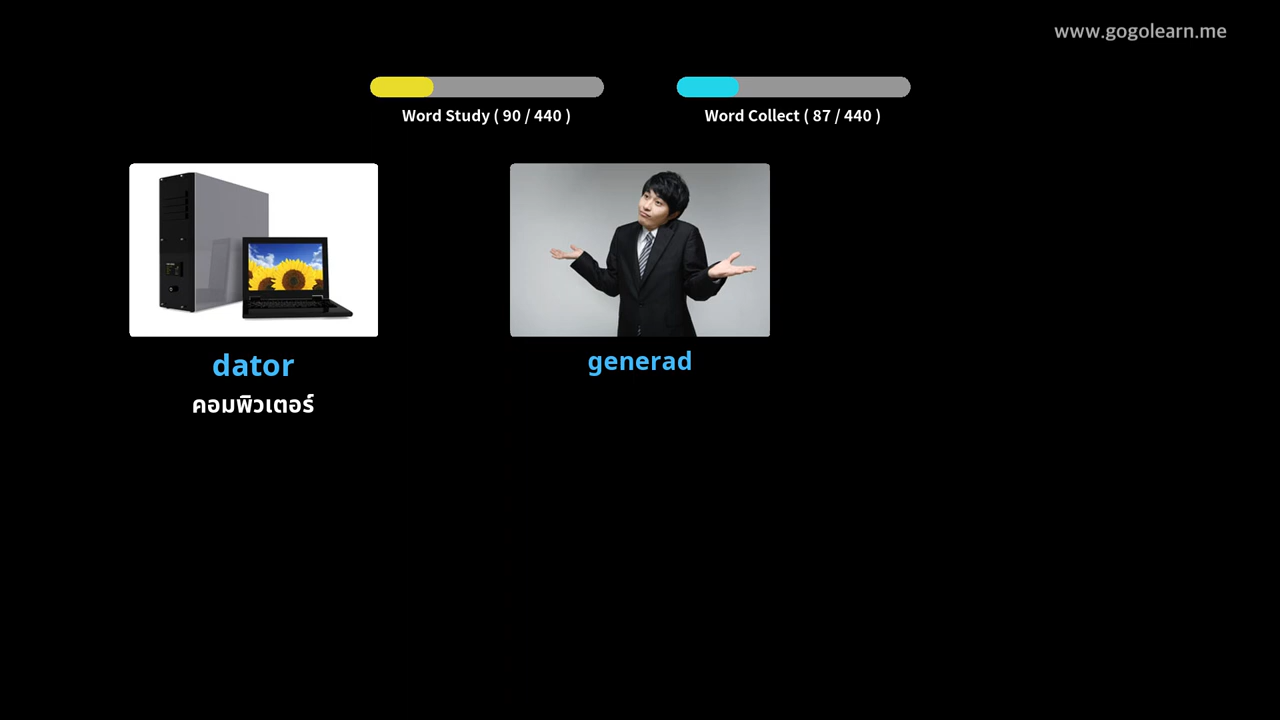 www.gogolearn.me
Word Study ( 90 / 440 )
Word Collect ( 87 / 440 )
dator
คอมพิวเตอร์
generad